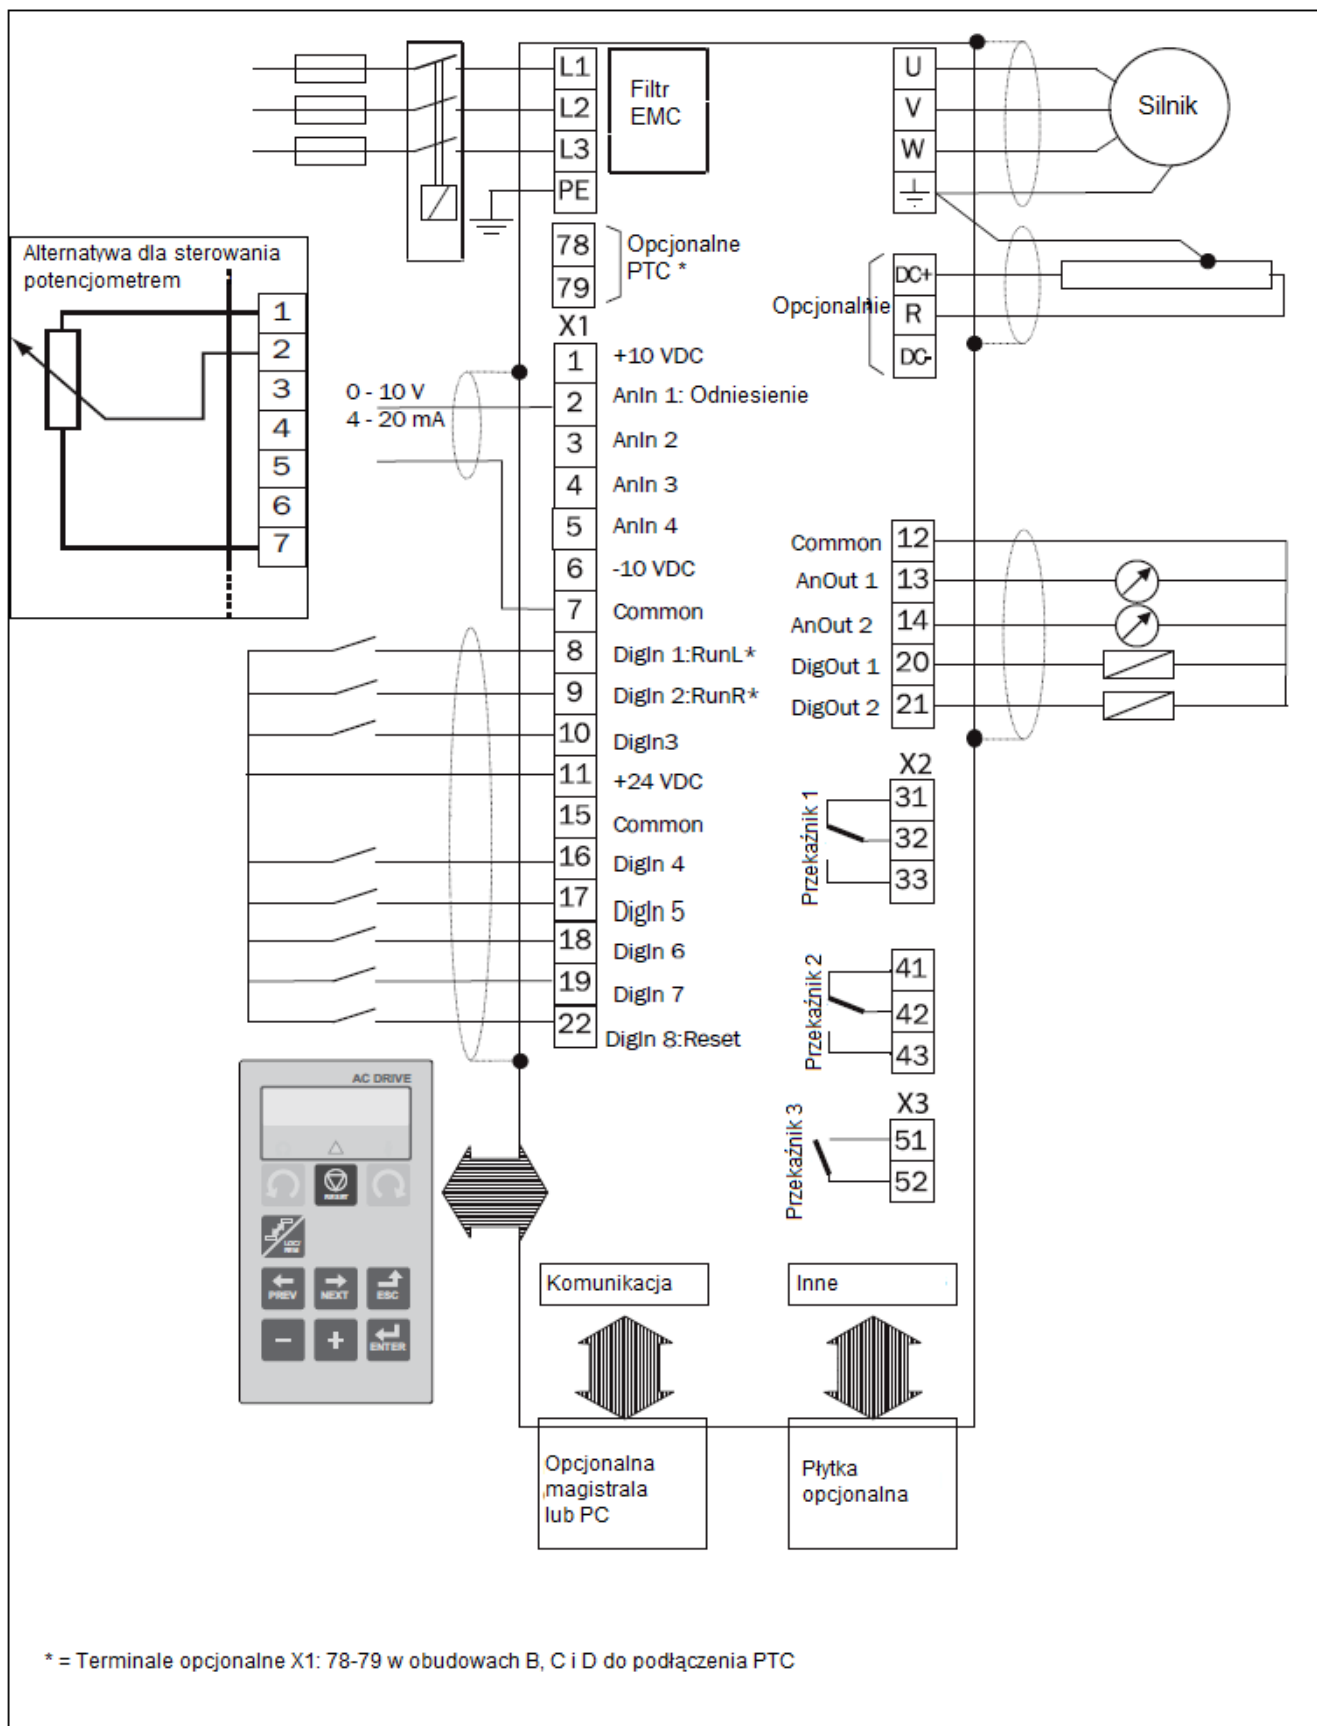 L1
L2
L3
PE
Filtr
EMC
U
V
W
Silnik
78
79
Opcjonalne
PTC *
Opcjonalnie
DC+
R
DC-
Alternatywa dla sterowania
potencjometrem
1
2
3
4
5
6
7
0 - 10 V
4 - 20 mA
X1
1 +10 VDC
2 AnIn 1: Odniesienie
3 AnIn 2
4 AnIn 3
5 AnIn 4
6 -10 VDC
7 Common
8 DigIn 1:RunL*
9 DigIn 2:RunR*
10 DigIn3
11 +24 VDC
15 Common
16 DigIn 4
17 DigIn 5
18 DigIn 6
19 DigIn 7
22 DigIn 8:Reset
Common 12
AnOut 1 13
AnOut 2 14
DigOut 1 20
DigOut 2 21
X2
Przekaźnik 1
31
32
33
Przekaźnik 2
41
42
43
X3
Przekaźnik 3
51
52
AC DRIVE
RESET
LOC/
REM
PREV
NEXT
ESC
-
+
ENTER
Komunikacja
Inne
Opcjonalna
magistrala
lub PC
Płytka
opcjonalna
* = Terminale opcjonalne X1: 78-79 w obudowach B, C i D do podłączenia PTC